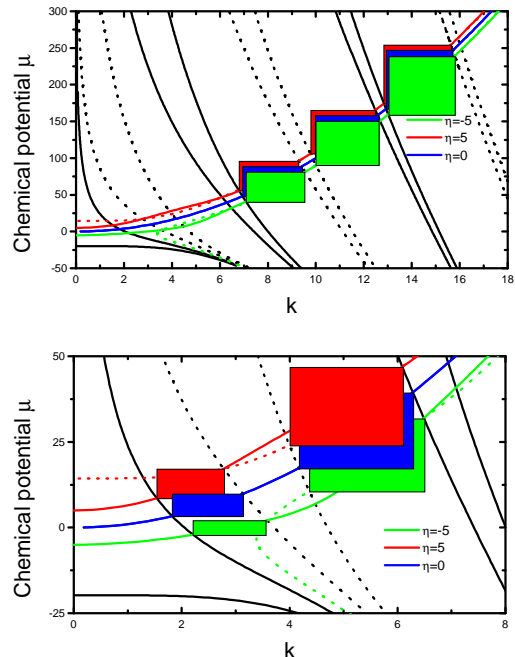 300
250
200
150
100
50
0
-50
Chemical potential μ
η=-5
η=5
η=0
0 2 4 6 8 10 12 14 16 18
k
50
25
0
-25
Chemical potential μ
η=-5
η=5
η=0
0 2 4 6 8
k